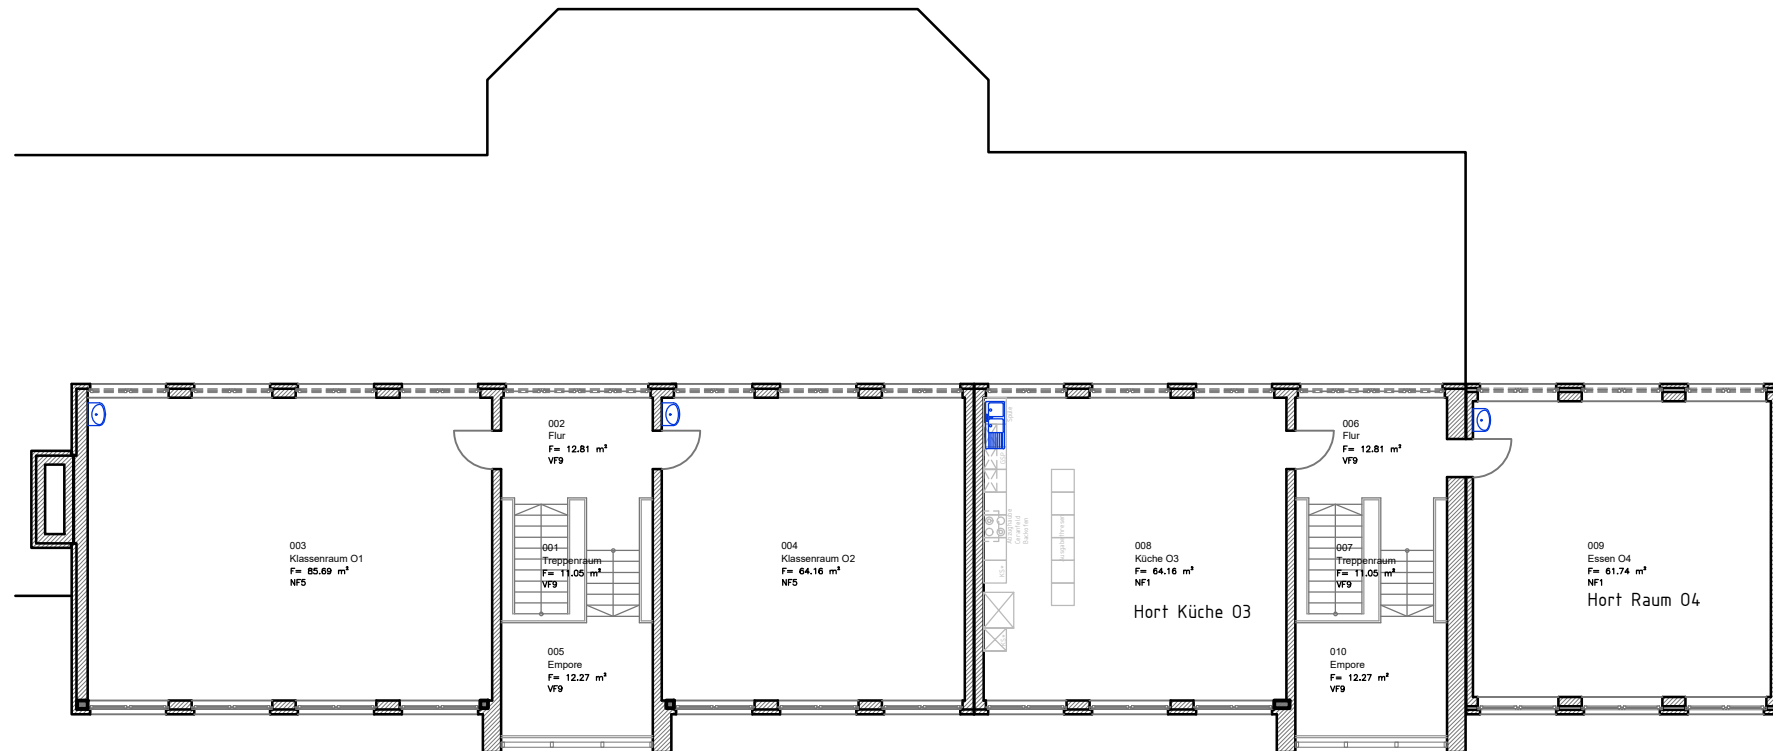 002
Flur
F= 12.81 m²
VF9
006
Flur
F= 12.81 m²
VF9
003
Klassenraum O1
F= 85.69 m²
NF5
001
Treppenraum
F= 11.05 m²
VF9
004
Klassenraum O2
F= 64.16 m²
NF5
008
Küche O3
F= 64.16 m²
NF1
Hort Küche O3
007
Treppenraum
F= 11.05 m²
VF9
009
Essen O4
F= 61.74 m²
NF1
Hort Raum O4
005
Empore
F= 12.27 m²
VF9
010
Empore
F= 12.27 m²
VF9